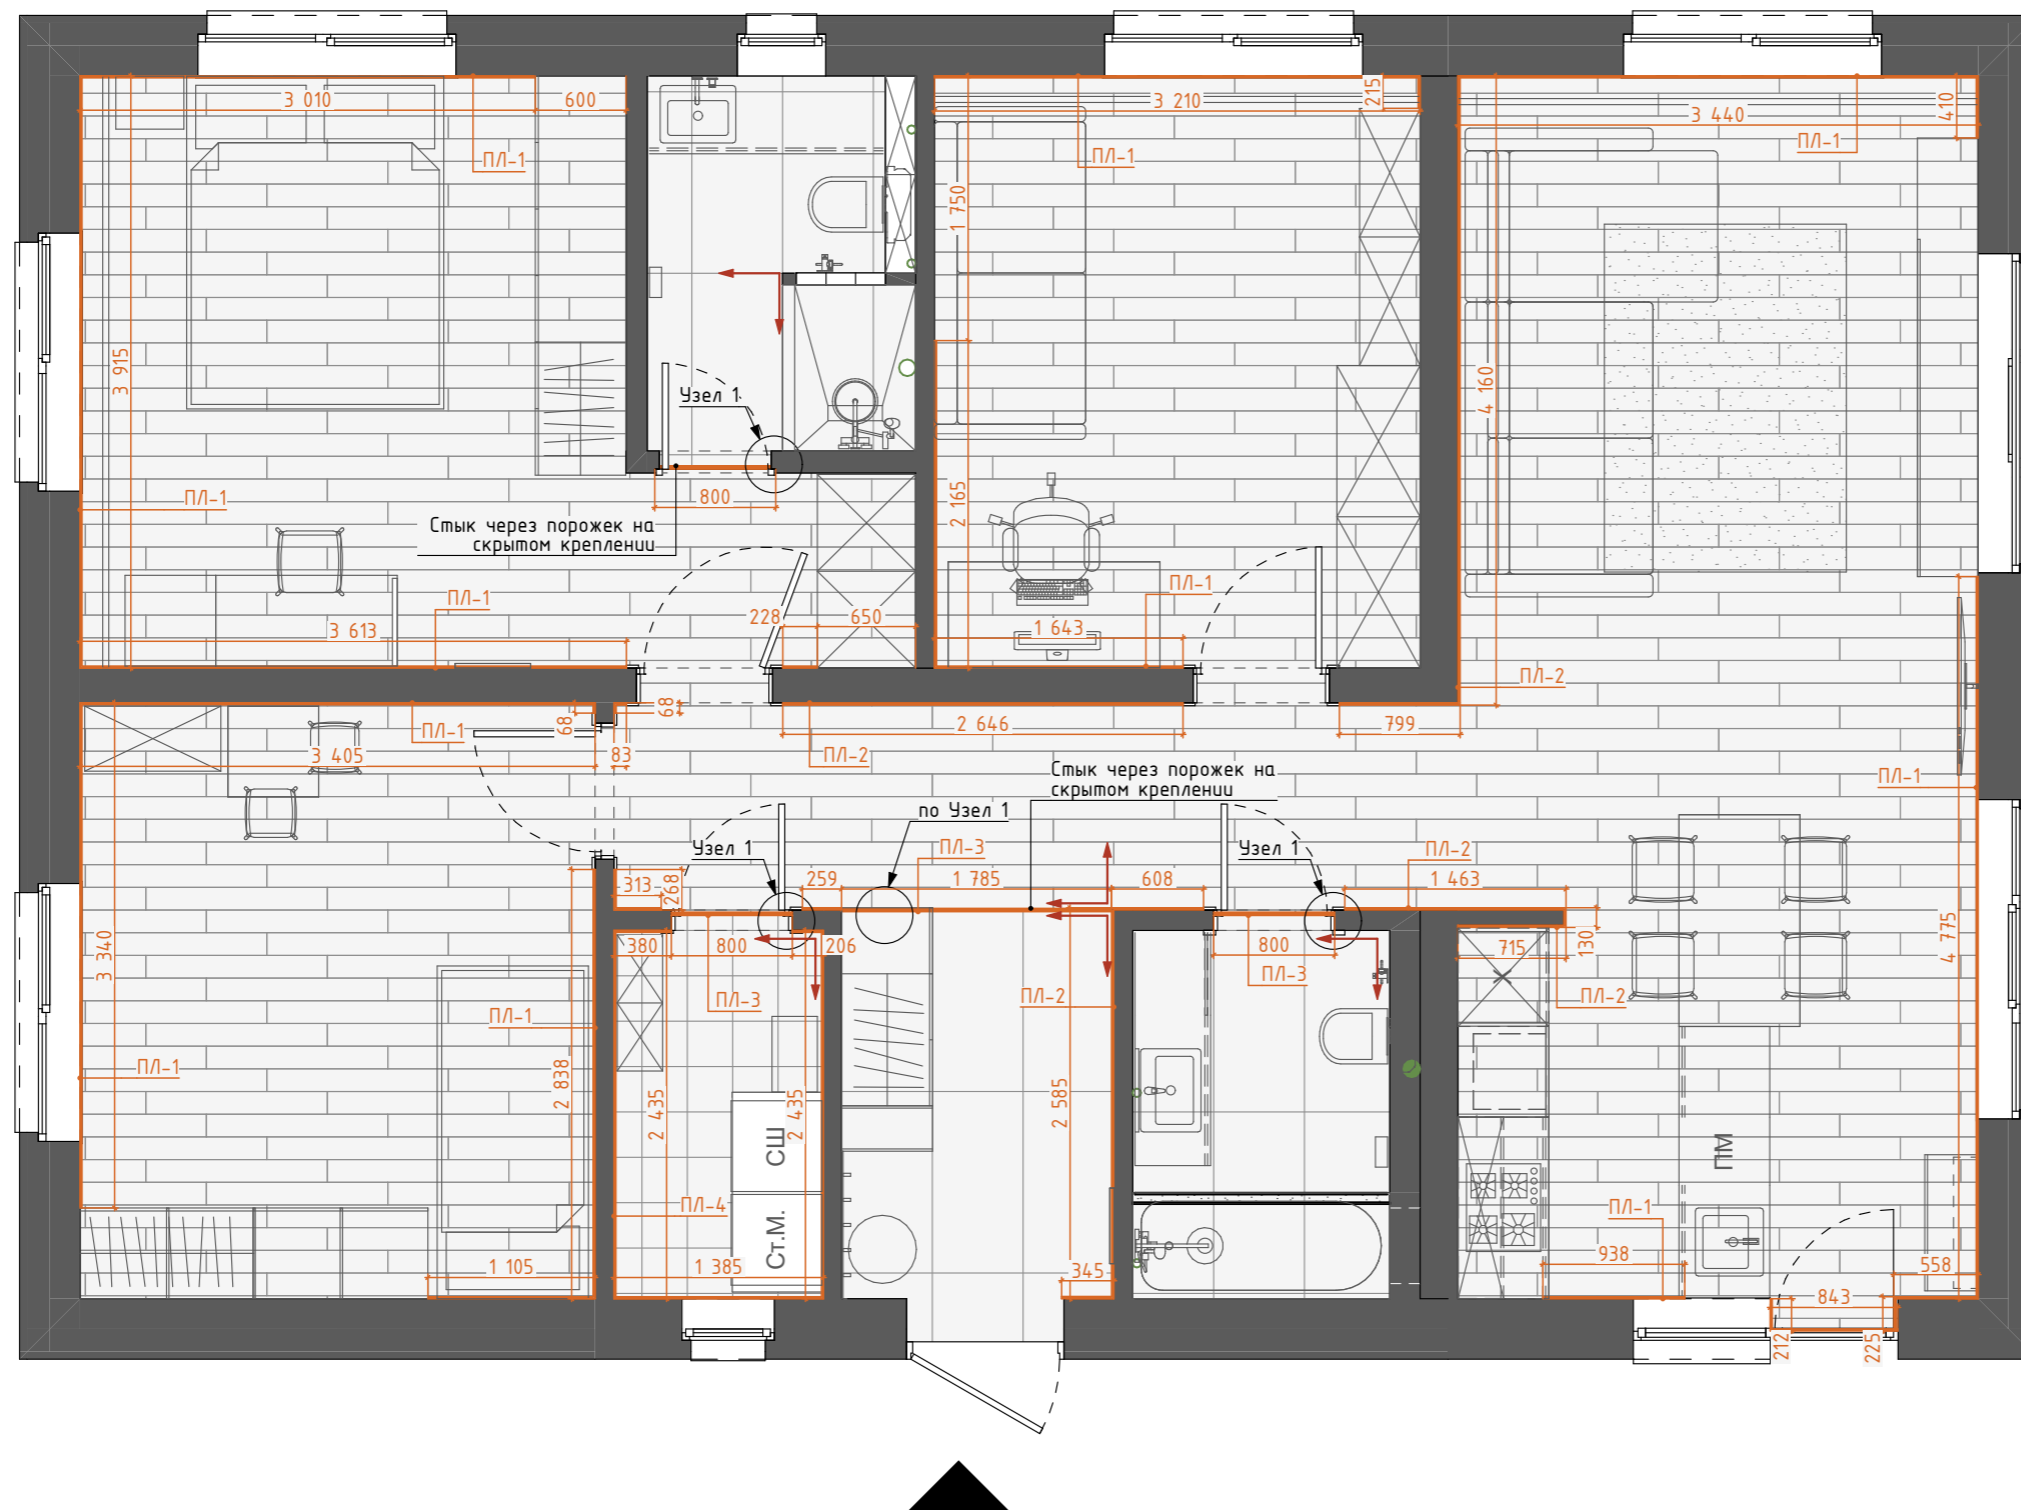 3 010
600
3 210
215
3 440
410
ПЛ-1
ПЛ-1
ПЛ-1
1 750
3 915
4 160
Узел 1
ПЛ-1
800
2 165
Стык через порожек на
скрытом креплении
ПЛ-1
ПЛ-1
3 613
228
650
1 643
ПЛ-2
68
68
ПЛ-1
3 405
83
2 646
799
ПЛ-2
Стык через порожек на
скрытом креплении
ПЛ-1
по Узел 1
Узел 1
ПЛ-3
Узел 1
ПЛ-2
313
268
259
1 785
608
1 463
3 340
380
800
206
800
715
130
4 775
ПЛ-3
ПЛ-2
ПЛ-3
ПЛ-2
ПЛ-1
ПЛ-1
2 838
2 435
2 435
2 585
СШ
ПМ
ПЛ-4
ПЛ-1
Ст.М.
938
1 105
1 385
345
558
843
212
225